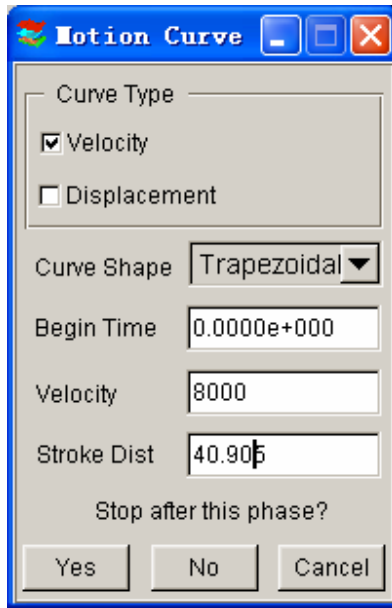 Motion Curve
Curve Type
Velocity
Displacement
Curve Shape Trapezoidal
Begin Time 0.0000e+000
Velocity 8000
Stroke Dist 40.905
Stop after this phase?
Yes No Cancel